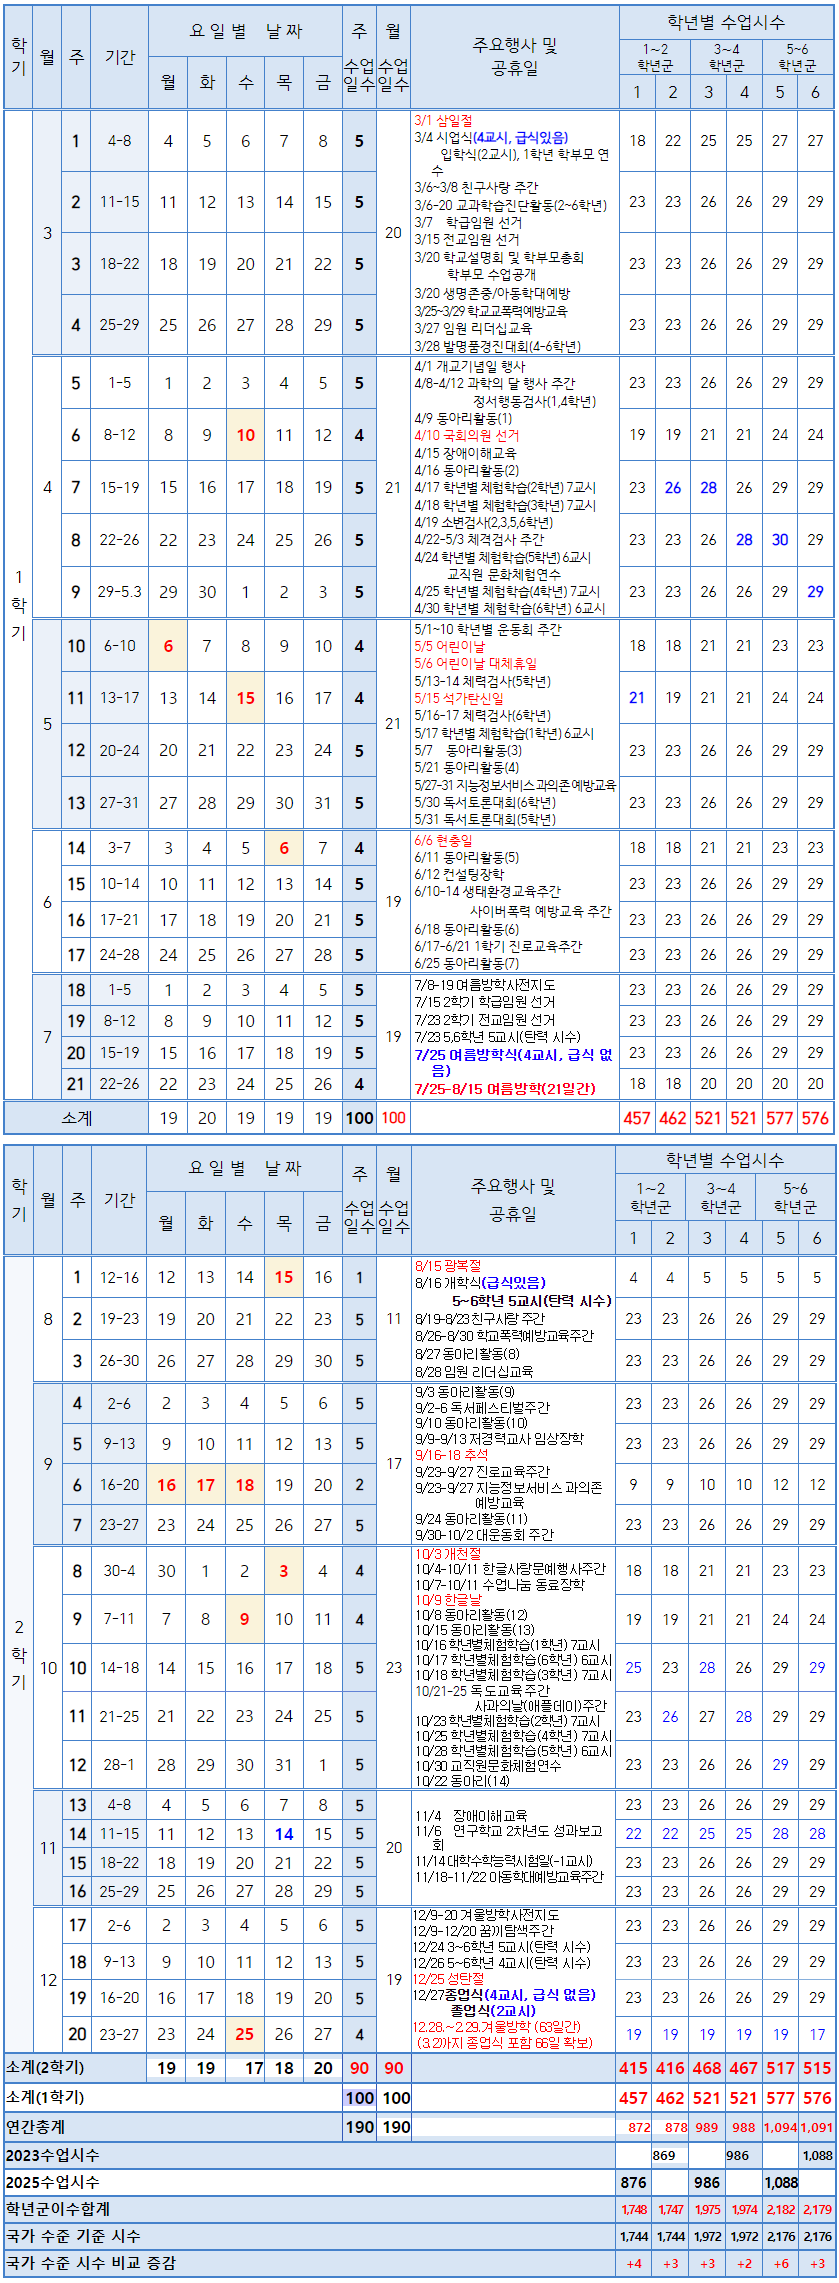 학기 월 주 기간 요 일 별 날 짜 주 수업일수 월 수업일수 주요행사 및 공휴일 학년별 수업시수
월 화 수 목 금 1~2학년군 3~4학년군 5~6학년군
1 2 3 4 5 6
1학기
3
1 4-8 4 5 6 7 8 5 18 22 25 25 27 27
2 11-15 11 12 13 14 15 5 23 23 26 26 29 29
3 18-22 18 19 20 21 22 5 23 23 26 26 29 29
4 25-29 25 26 27 28 29 5 23 23 26 26 29 29
20
3/1 삼일절
3/4 시업식(4교시, 급식있음)
입학식(2교시), 1학년 학부모 연
수
3/6~3/8 친구사랑 주간
3/6-20 교과학습진단활동(2~6학년)
3/7 학급임원 선거
3/15 전교임원 선거
3/20 학교설명회 및 학부모총회
학부모 수업공개
3/20 생명존중/아동학대예방
3/25~3/29 학교교폭력예방교육
3/27 임원 리더십교육
3/28 발명품경진대회(4-6학년)
4
5 1-5 1 2 3 4 5 5 23 23 26 26 29 29
6 8-12 8 9 10 11 12 4 19 19 21 21 24 24
7 15-19 15 16 17 18 19 5 23 26 28 26 29 29
8 22-26 22 23 24 25 26 5 23 23 26 28 30 29
9 29-5.3 29 30 1 2 3 5 23 23 26 26 29 29
21
4/1 개교기념일 행사
4/8-4/12 과학의 달 행사 주간
정서행동검사(1,4학년)
4/9 동아리활동(1)
4/10 국회의원 선거
4/15 장애이해교육
4/16 동아리활동(2)
4/17 학년별 체험학습(2학년) 7교시
4/18 학년별 체험학습(3학년) 7교시
4/19 소변검사(2,3,5,6학년)
4/22-5/3 체격검사 주간
4/24 학년별 체험학습(5학년) 6교시
교직원 문화체험연수
4/25 학년별 체험학습(4학년) 7교시
4/30 학년별 체험학습(6학년) 6교시
5
10 6-10 6 7 8 9 10 4 18 18 21 21 23 23
11 13-17 13 14 15 16 17 4 21 19 21 21 24 24
12 20-24 20 21 22 23 24 5 23 23 26 26 29 29
13 27-31 27 28 29 30 31 5 23 23 26 26 29 29
21
5/1~10 학년별 운동회 주간
5/5 어린이날
5/6 어린이날 대체휴일
5/13-14 체력검사(5학년)
5/15 석가탄신일
5/16-17 체력검사(6학년)
5/17 학년별 체험학습(1학년) 6교시
5/7 동아리활동(3)
5/21 동아리활동(4)
5/27-31 지능정보서비스 과의존 예방교육
5/30 독서토론대회(6학년)
5/31 독서토론대회(5학년)
6
14 3-7 3 4 5 6 7 4 18 18 21 21 23 23
15 10-14 10 11 12 13 14 5 23 23 26 26 29 29
16 17-21 17 18 19 20 21 5 23 23 26 26 29 29
17 24-28 24 25 26 27 28 5 23 23 26 26 29 29
19
6/6 현충일
6/11 동아리활동(5)
6/12 컨설팅장학
6/10-14 생태환경교육주간
사이버폭력 예방교육 주간
6/18 동아리활동(6)
6/17-6/21 1학기 진로교육주간
6/25 동아리활동(7)
7
18 1-5 1 2 3 4 5 5 23 23 26 26 29 29
19 8-12 8 9 10 11 12 5 23 23 26 26 29 29
20 15-19 15 16 17 18 19 5 23 23 26 26 29 29
21 22-26 22 23 24 25 26 4 18 18 20 20 20 20
19
7/8-19 여름방학사전지도
7/15 2학기 학급임원 선거
7/23 2학기 전교임원 선거
7/23 5,6학년 5교시(탄력 시수)
7/25 여름방학식(4교시, 급식 없
음)
7/25-8/15 여름방학(21일간)
소계 19 20 19 19 19 100 100 457 462 521 521 577 576
학기 월 주 기간 요 일 별 날 짜 주 수업일수 월 수업일수 주요행사 및 공휴일 학년별 수업시수
월 화 수 목 금 1~2학년군 3~4학년군 5~6학년군
1 2 3 4 5 6
2학기
8
1 12-16 12 13 14 15 16 1 4 4 5 5 5 5
2 19-23 19 20 21 22 23 5 23 23 26 26 29 29
3 26-30 26 27 28 29 30 5 23 23 26 26 29 29
11
8/15 광복절
8/16 개학식(급식있음)
5~6학년 5교시(탄력 시수)
8/19-8/23 친구사랑 주간
8/26-8/30 학교폭력예방교육주간
8/27 동아리활동(8)
8/28 임원 리더십교육
9
4 2-6 2 3 4 5 6 5 23 23 26 26 29 29
5 9-13 9 10 11 12 13 5 23 23 26 26 29 29
6 16-20 16 17 18 19 20 2 9 9 10 10 12 12
7 23-27 23 24 25 26 27 5 23 23 26 26 29 29
17
9/3 동아리활동(9)
9/2-6 독서페스티벌주간
9/10 동아리활동(10)
9/9-9/13 저경력교사 임상장학
9/16-18 추석
9/23-9/27 진로교육주간
9/23-9/27 지능정보서비스 과의존
예방교육
9/24 동아리활동(11)
9/30-10/2 대운동회 주간
10
8 30-4 30 1 2 3 4 4 18 18 21 21 23 23
9 7-11 7 8 9 10 11 4 19 19 21 21 24 24
10 14-18 14 15 16 17 18 5 25 23 28 26 29 29
11 21-25 21 22 23 24 25 5 23 26 27 28 29 29
12 28-1 28 29 30 31 1 5 23 23 26 26 29 29
23
10/3 개천절
10/4-10/11 한글사랑문예행사주간
10/7-10/11 수업나눔 동료장학
10/9 한글날
10/8 동아리활동(12)
10/15 동아리활동(13)
10/16 학년별체험학습(1학년) 7교시
10/17 학년별체험학습(6학년) 6교시
10/18 학년별체험학습(3학년) 7교시
10/21-25 독도교육 주간
사과의날(애플데이)주간
10/23 학년별체험학습(2학년) 7교시
10/25 학년별체험학습(4학년) 7교시
10/28 학년별체험학습(5학년) 6교시
10/30 교직원문화체험연수
10/22 동아리(14)
11
13 4-8 4 5 6 7 8 5 23 23 26 26 29 29
14 11-15 11 12 13 14 15 5 22 22 25 25 28 28
15 18-22 18 19 20 21 22 5 23 23 26 26 29 29
16 25-29 25 26 27 28 29 5 23 23 26 26 29 29
20
11/4 장애이해교육
11/6 연구학교 2차년도 성과보고
회
11/14 대학수학능력시험일(-1교시)
11/18-11/22 아동학대예방교육주간
12
17 2-6 2 3 4 5 6 5 23 23 26 26 29 29
18 9-13 9 10 11 12 13 5 23 23 26 26 29 29
19 16-20 16 17 18 19 20 5 23 23 26 26 29 29
20 23-27 23 24 25 26 27 4 19 19 19 19 19 17
19
12/9-20 겨울방학사전지도
12/9-12/20 꿈끼탐색주간
12/24 3~6학년 5교시(탄력 시수)
12/26 5~6학년 4교시(탄력 시수)
12/25 성탄절
12/27종업식(4교시, 급식 없음)
졸업식(2교시)
12.28.~2.29.겨울방학 (63일간)
(3.2까지 종업식 포함 66일 확보)
소계(2학기) 19 19 17 18 20 90 90 415 416 468 467 517 515
소계(1학기) 100 100 457 462 521 521 577 576
연간총계 190 190 872 878 989 988 1,094 1,091
2023수업시수 869 986 1,088
2025수업시수 876 986 1,088
학년군이수합계 1,748 1,747 1,975 1,974 2,182 2,179
국가 수준 기준 시수 1,744 1,744 1,972 1,972 2,176 2,176
국가 수준 시수 비교 증감 +4 +3 +3 +2 +6 +3